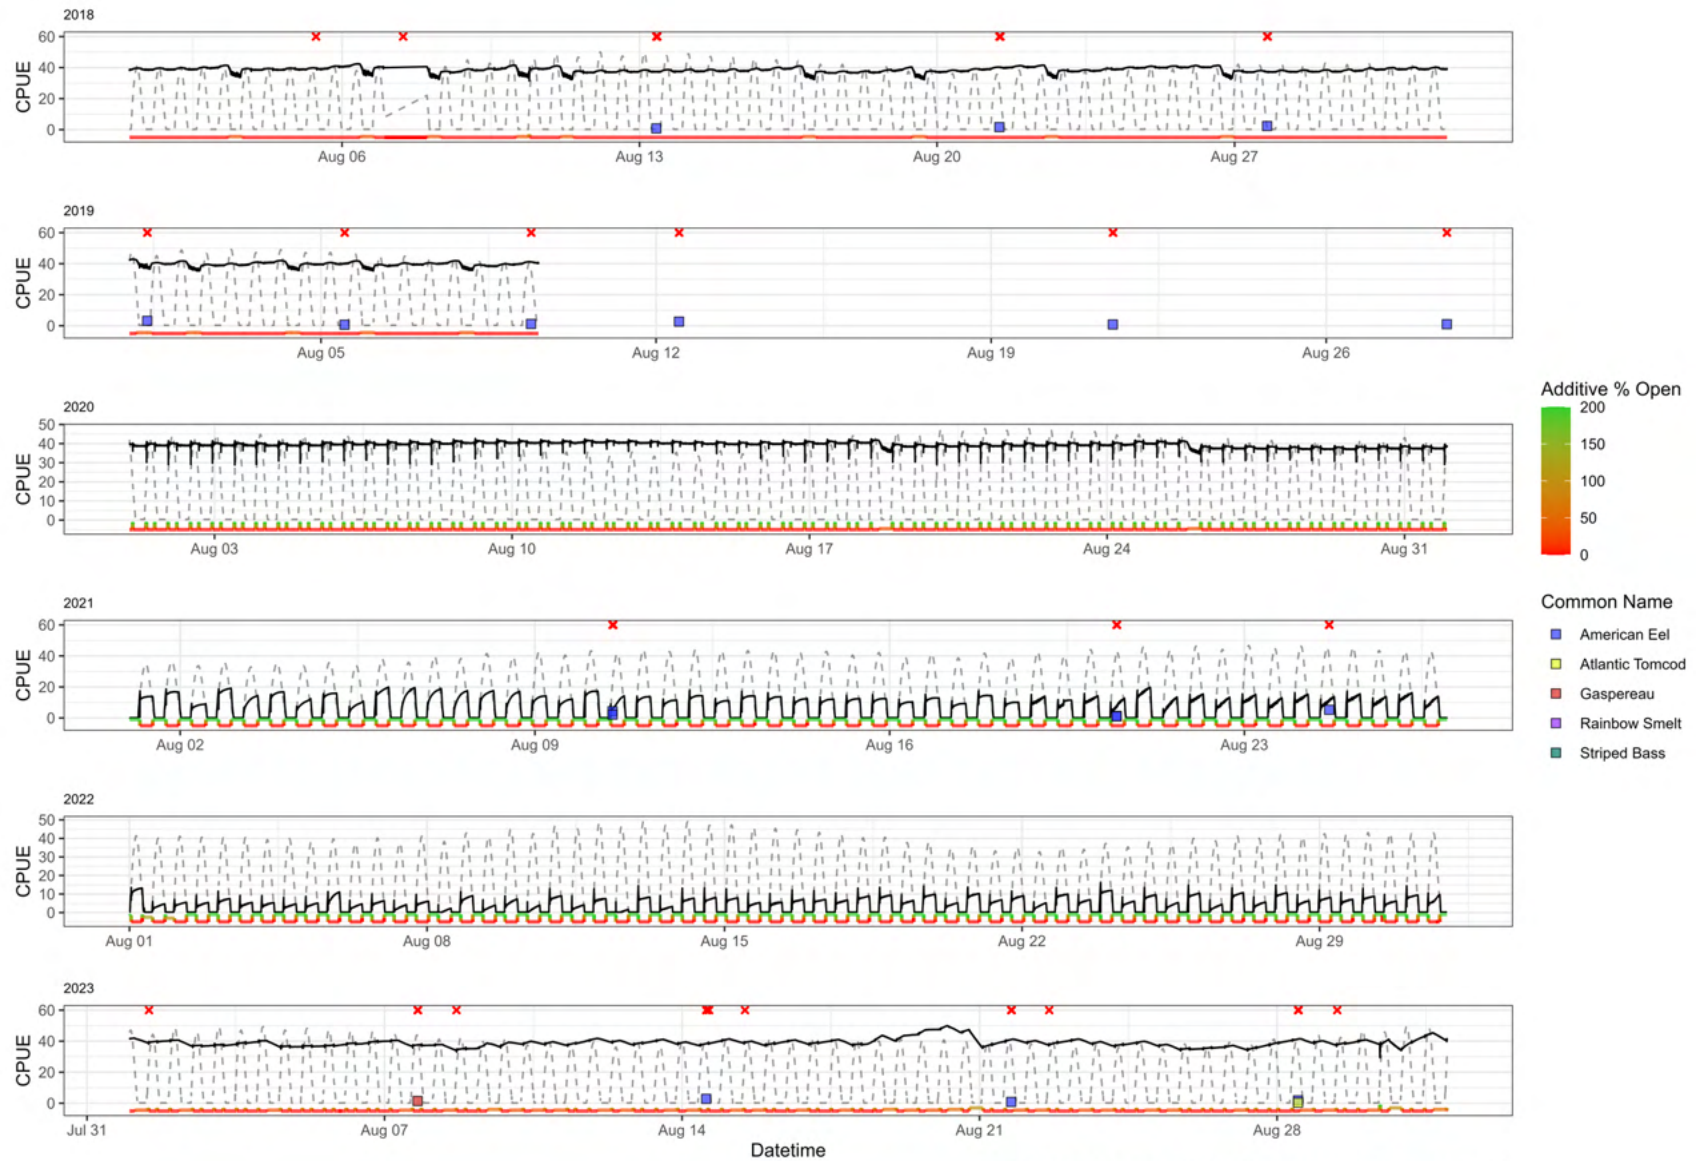 2018
CPUE
60
40
20
0
Aug 06 Aug 13 Aug 20 Aug 27
2019
CPUE
60
40
20
0
Aug 05 Aug 12 Aug 19 Aug 26
2020
CPUE
50
40
30
20
10
0
Aug 03 Aug 10 Aug 17 Aug 24 Aug 31
2021
CPUE
60
40
20
0
Aug 02 Aug 09 Aug 16 Aug 23
2022
CPUE
50
40
30
20
10
0
Aug 01 Aug 08 Aug 15 Aug 22 Aug 29
2023
CPUE
60
40
20
0
Jul 31 Aug 07 Aug 14 Aug 21 Aug 28
Datetime
Additive % Open
200
150
100
50
0
Common Name
American Eel
Atlantic Tomcod
Gaspereau
Rainbow Smelt
Striped Bass